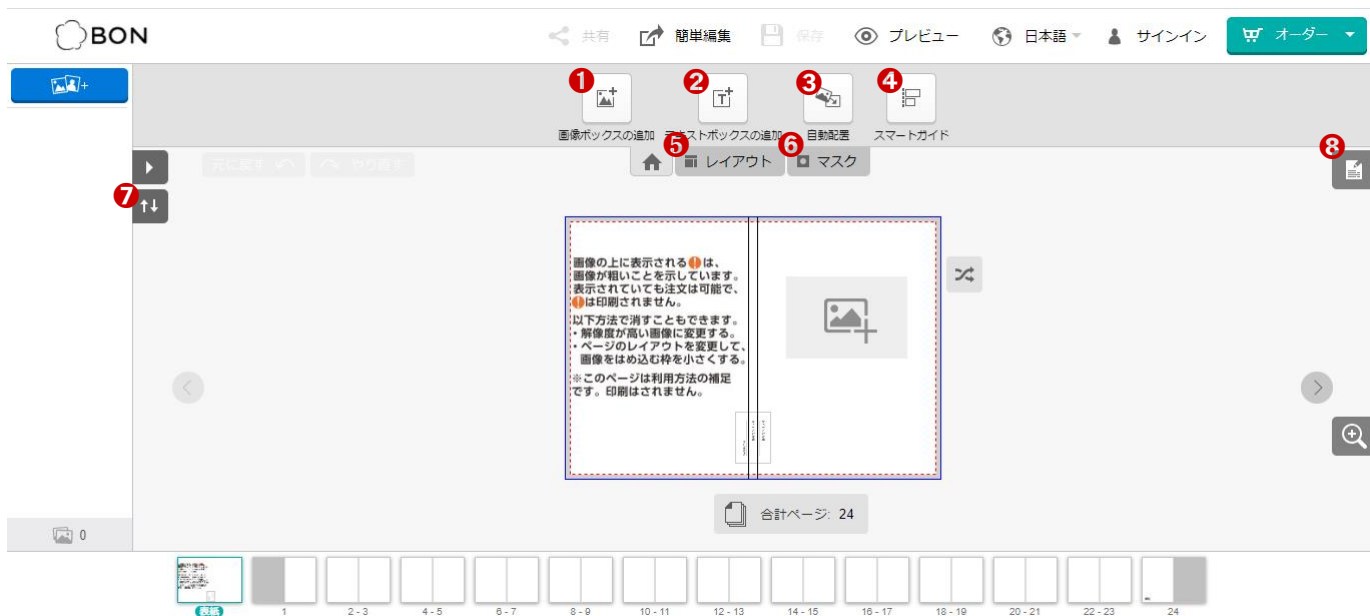 BON
共有
簡単編集
保存
プレビュー
日本語
サインイン
オーダー
1
2
3
4
画像ボックスの追加
テキストボックスの追加
自動配置
スマートガイド
元に戻す
やり直す
5
レイアウト
6
マスク
7
8
画像の上に表示される!は、
画像が粗いことを示しています。
表示されていても注文は可能で、
!は印刷されません。
以下方法で消すこともできます。
・解像度が高い画像に変更する。
・ページのレイアウトを変更して、
画像をはめ込む枠を小さくする。
※このページは利用方法の補足
です。印刷はされません。
合計ページ: 24
0
表紙
1
2 - 3
4 - 5
6 - 7
8 - 9
10 - 11
12 - 13
14 - 15
16 - 17
18 - 19
20 - 21
22 - 23
24